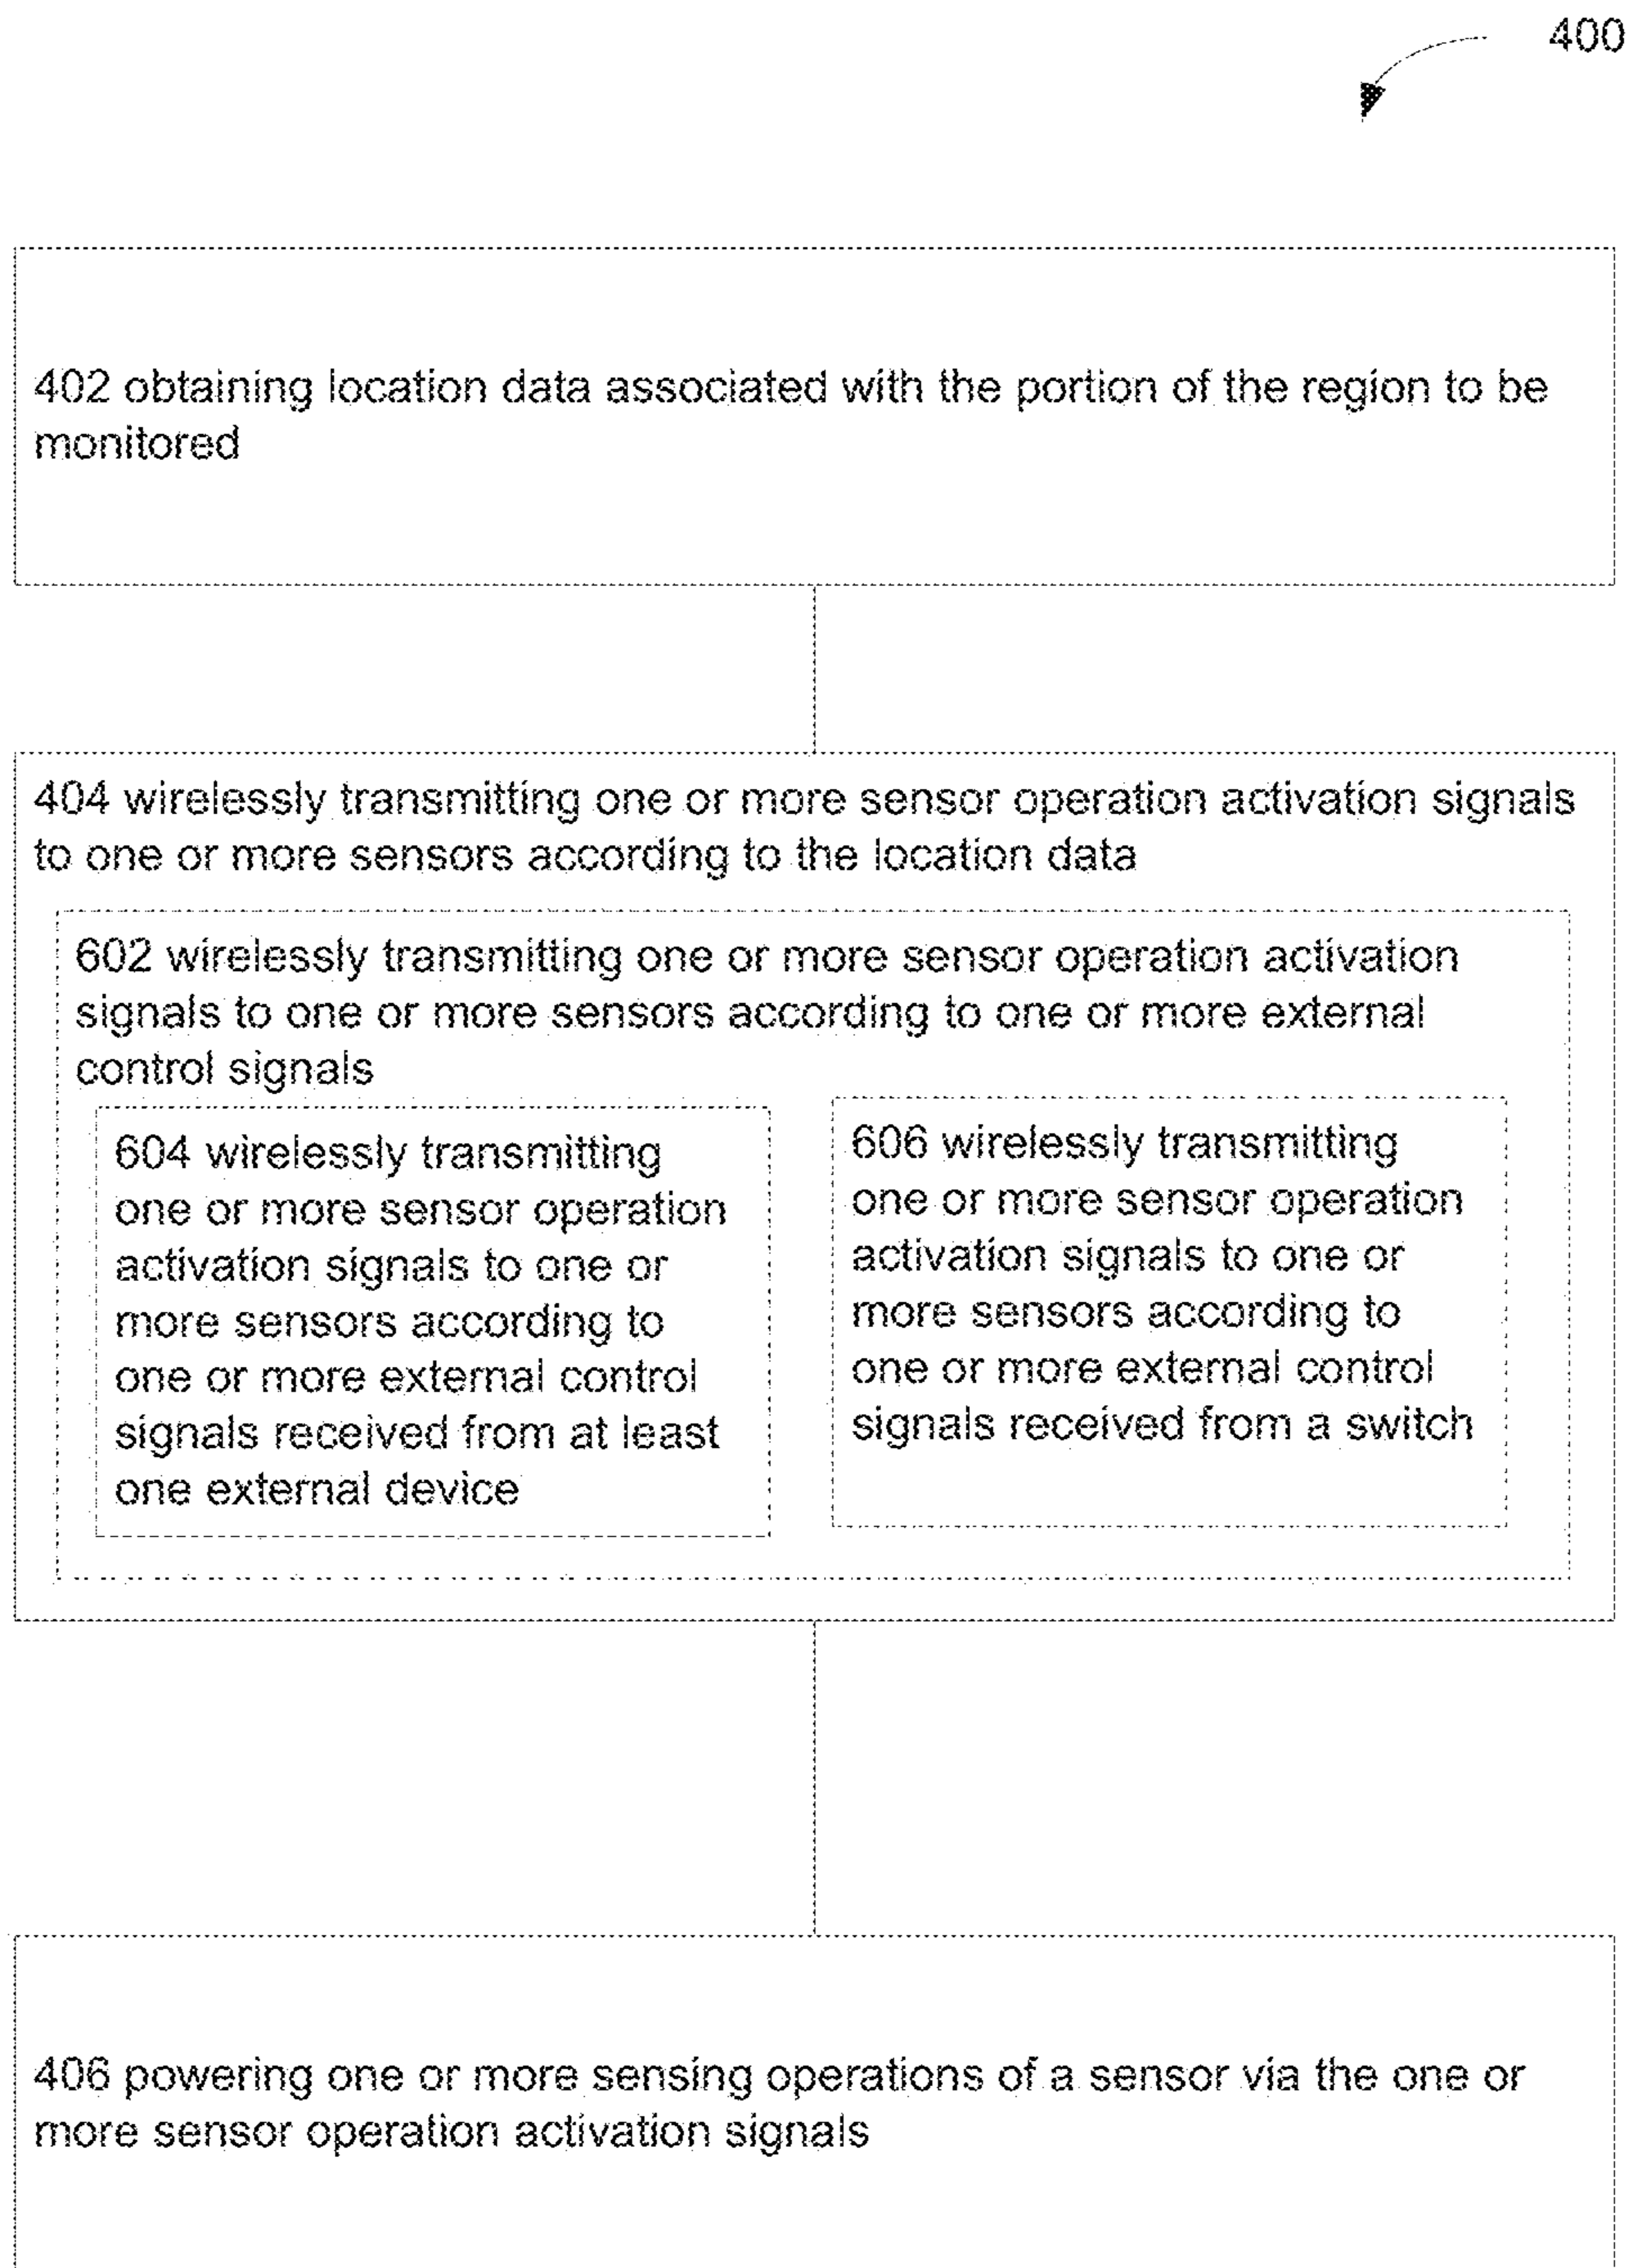 400
402 obtaining location data associated with the portion of the region to be
monitored
404 wirelessly transmitting one or more sensor operation activation signals
to one or more sensors according to the location data
602 wirelessly transmitting one or more sensor operation activation
signals to one or more sensors according to one or more external
control signals
604 wirelessly transmitting
one or more sensor operation
activation signals to one or
more sensors according to
one or more external control
signals received from at least
one external device
606 wirelessly transmitting
one or more sensor operation
activation signals to one or
more sensors according to
one or more external control
signals received from a switch
406 powering one or more sensing operations of a sensor via the one or
more sensor operation activation signals